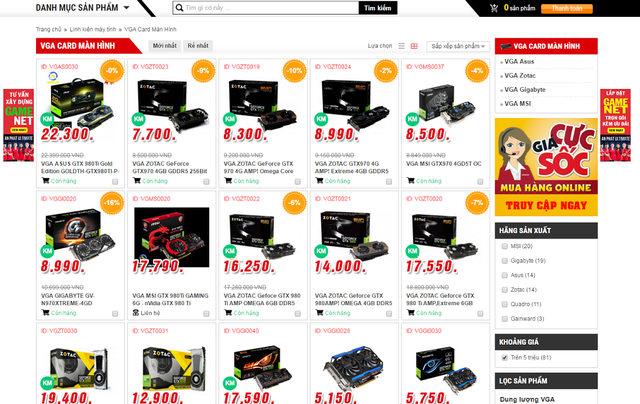 DANH MỤC SẢN PHẨM
Tìm gì có này ...
Tìm kiếm
0 sản phẩm
Thanh toán
Trang chủ » Linh kiện máy tính » VGA Card Màn Hình
VGA CARD MÀN HÌNH
Mới nhất
Rẻ nhất
Lựa chọn
Sắp xếp sản phẩm
ID: VGAS0030
-0%
22.300.
22.399.000 VND
VGA ASUS GTX 980Ti Gold Edition GOLDTH-GTX980TI-P-
Còn hàng
ID: VGZT0023
-9%
7.700.
8.500.000 VND
VGA ZOTAC GeForce GTX970 4GB GDDR5 256Bit
Còn hàng
ID: VGZT0019
-10%
8.300.
9.200.000 VND
VGA ZOTAC GeForce GTX 970 4G AMP! Omega Core
Còn hàng
ID: VGZT0024
-2%
8.990.
9.150.000 VND
VGA ZOTAC GTX970 4G AMP! Extreme 4GB GDDR5
Còn hàng
ID: VGMS0037
-4%
8.500.
8.849.000 VND
VGA MSI GTX970 4GD5T OC
Còn hàng
ID: VGGI0020
-16%
KM
8.990.
10.699.000 VND
VGA GIGABYTE GV-N970XTREME-4GD
Còn hàng
ID: VGMS0020
17.790.
VGA MSI GTX 980Ti GAMING 6G - nVidia GTX 980 Ti
Liên hệ
ID: VGZT0022
-6%
KM
16.250.
17.289.000 VND
VGA ZOTAC Geforce GTX 980 Ti AMP OMEGA 6GB GDDR5
Còn hàng
ID: VGZT0021
KM
14.000.
VGA ZOTAC Geforce GTX 980AMP! OMEGA 4GB DDR5
Còn hàng
ID: VGZT0020
-7%
KM
17.550.
18.800.000 VND
VGA.ZOTAC Geforce GTX 980 Ti AMP,Extreme 6GB
Còn hàng
ID: VGZT0030
KM
19.400.
ID: VGZT0031
KM
12.900.
ID: VGGI0040
KM
17.590.
ID: VGGI0028
5.150.
ID: VGGI0030
KM
5.750.
VGA CARD MÀN HÌNH
VGA Asus
VGA Zotac
VGA Gigabyte
VGA MSI
GIÁ CỰC SỐC
MUA HÀNG ONLINE
TRUY CẬP NGAY
HÃNG SẢN XUẤT
MSI (20)
Gigabyte (19)
Asus (14)
Zotac (14)
Quadro (11)
Gainward (3)
KHOẢNG GIÁ
Trên 5 triệu (81)
LỌC SẢN PHẨM
Dung lượng VGA
TƯ VẤN
XÂY DỰNG
GAME NET
LẮP ĐẶT
GAME NET
TRỌN GÓI